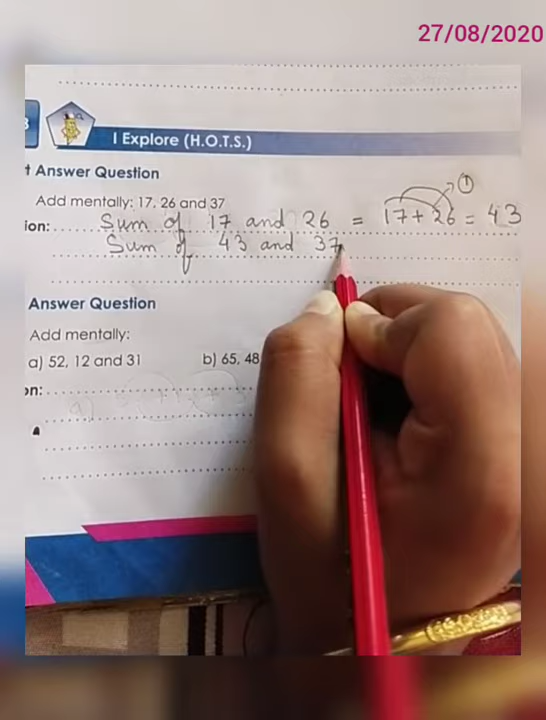 27/08/2020
I Explore (H.O.T.S.)
Answer Question
Add mentally: 17, 26 and 37
ion: Sum of 17 and 26 = 17 + 26 = 43
1
Sum of 43 and 37
Answer Question
Add mentally:
a) 52, 12 and 31 b) 65, 48
on: